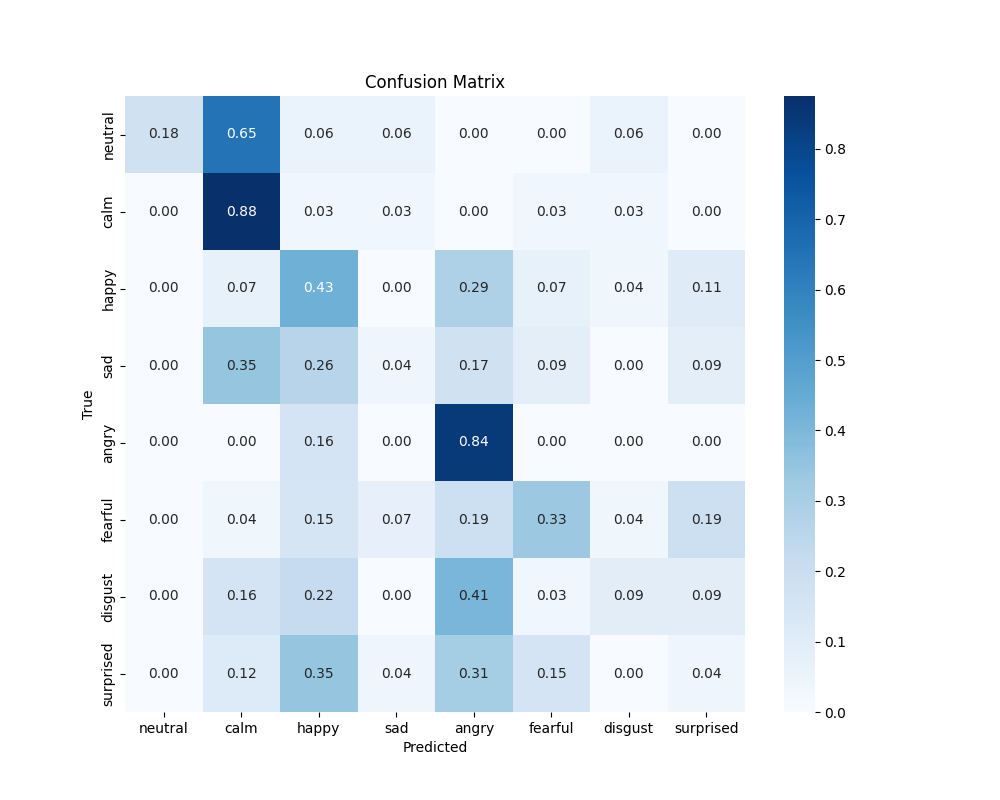 Confusion Matrix
neutral 0.18 0.65 0.06 0.06 0.00 0.00 0.06 0.00
calm 0.00 0.88 0.03 0.03 0.00 0.03 0.03 0.00
happy 0.00 0.07 0.43 0.00 0.29 0.07 0.04 0.11
sad 0.00 0.35 0.26 0.04 0.17 0.09 0.00 0.09
angry 0.00 0.00 0.16 0.00 0.84 0.00 0.00 0.00
fearful 0.00 0.04 0.15 0.07 0.19 0.33 0.04 0.19
disgust 0.00 0.16 0.22 0.00 0.41 0.03 0.09 0.09
surprised 0.00 0.12 0.35 0.04 0.31 0.15 0.00 0.04
True
neutral calm happy sad angry fearful disgust surprised
Predicted
0.8
0.7
0.6
0.5
0.4
0.3
0.2
0.1
0.0